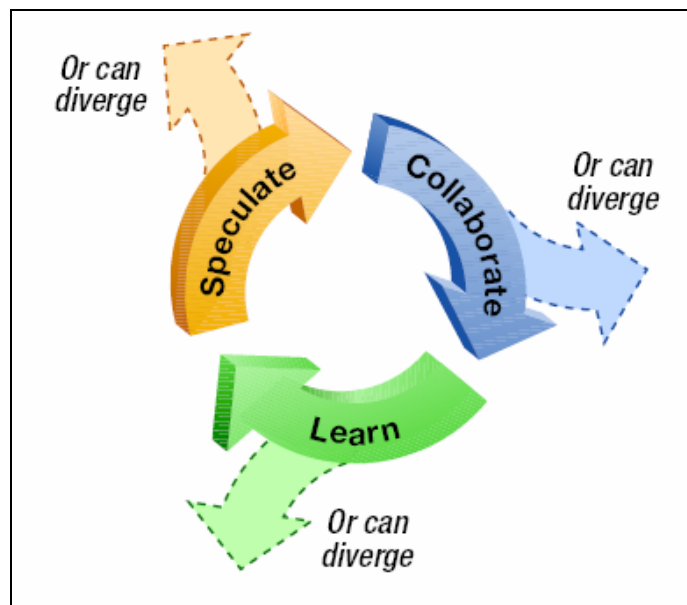 Or can
diverge
Speculate
Collaborate
Or can
diverge
Learn
Or can
diverge